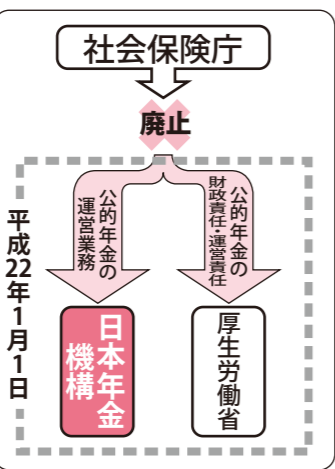 社会保険庁
廃止
平成22年1月1日
公的年金の
運営業務
公的年金の
財政責任・運営責任
日本年金
機構
厚生労働省